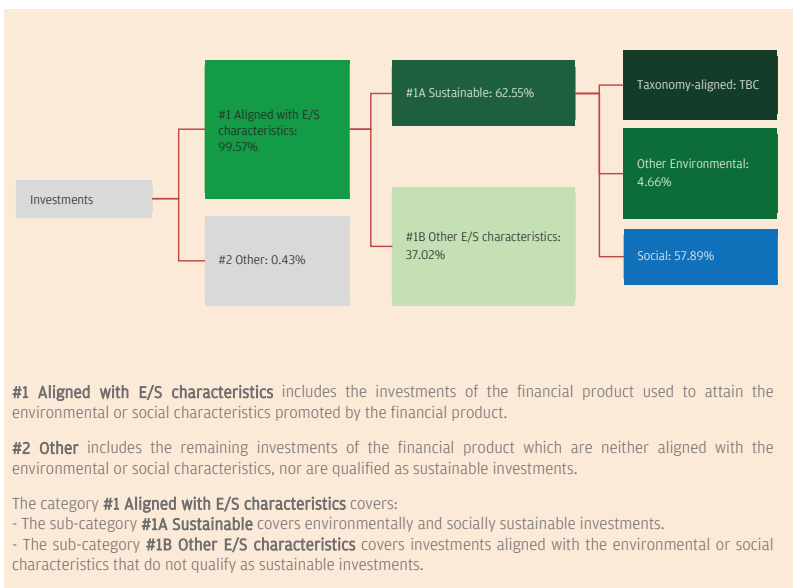 Investments
#1 Aligned with E/S
characteristics:
99.57%
#2 Other: 0.43%
#1A Sustainable: 62.55%
#1B Other E/S characteristics:
37.02%
Taxonomy-aligned: TBC
Other Environmental:
4.66%
Social: 57.89%
#1 Aligned with E/S characteristics includes the investments of the financial product used to attain the
environmental or social characteristics promoted by the financial product.
#2 Other includes the remaining investments of the financial product which are neither aligned with the
environmental or social characteristics, nor are qualified as sustainable investments.
The category #1 Aligned with E/S characteristics covers:
- The sub-category #1A Sustainable covers environmentally and socially sustainable investments.
- The sub-category #1B Other E/S characteristics covers investments aligned with the environmental or social
characteristics that do not qualify as sustainable investments.